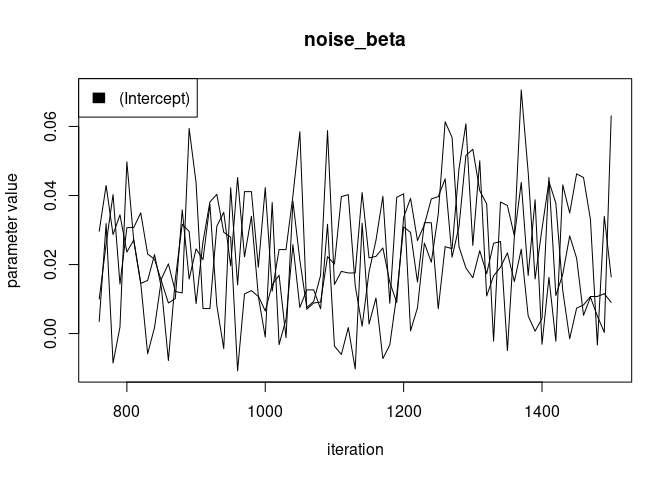 noise_beta
(Intercept)
parameter value
0.06
0.04
0.02
0.00
800 1000 1200 1400
iteration